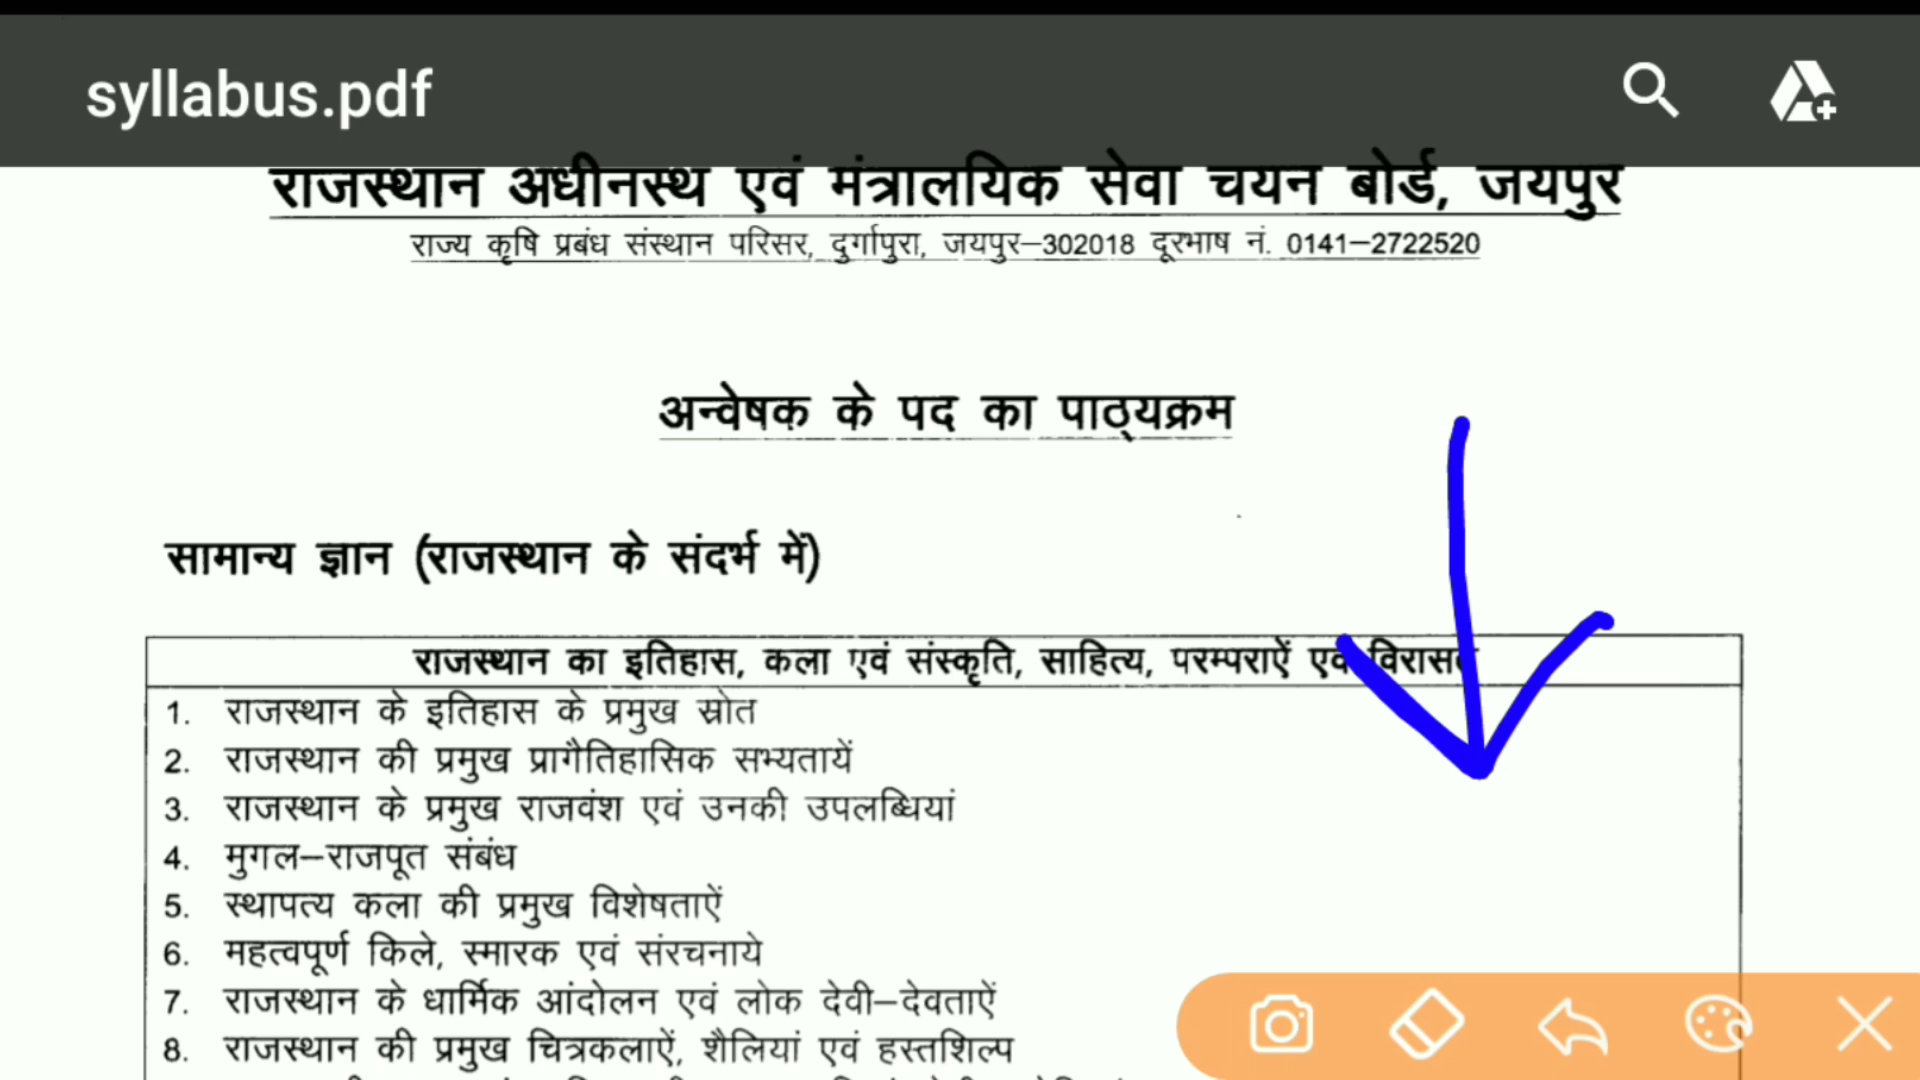 syllabus.pdf
राजस्थान अधीनस्थ एवं मंत्रालयिक सेवा चयन बोर्ड, जयपुर
राज्य कृषि प्रबंध संस्थान परिसर, दुर्गापुरा, जयपुर–302018 दूरभाष नं. 0141–2722520
अन्वेषक के पद का पाठ्यक्रम
सामान्य ज्ञान (राजस्थान के संदर्भ में)
राजस्थान का इतिहास, कला एवं संस्कृति, साहित्य, परम्पराऐं एवं विरासत
1. राजस्थान के इतिहास के प्रमुख स्रोत
2. राजस्थान की प्रमुख प्रागैतिहासिक सभ्यतायें
3. राजस्थान के प्रमुख राजवंश एवं उनकी उपलब्धियां
4. मुगल–राजपूत संबंध
5. स्थापत्य कला की प्रमुख विशेषताऐं
6. महत्वपूर्ण किले, स्मारक एवं संरचनाये
7. राजस्थान के धार्मिक आंदोलन एवं लोक देवी–देवताऐं
8. राजस्थान की प्रमुख चित्रकलाऐं, शैलियां एवं हस्तशिल्प